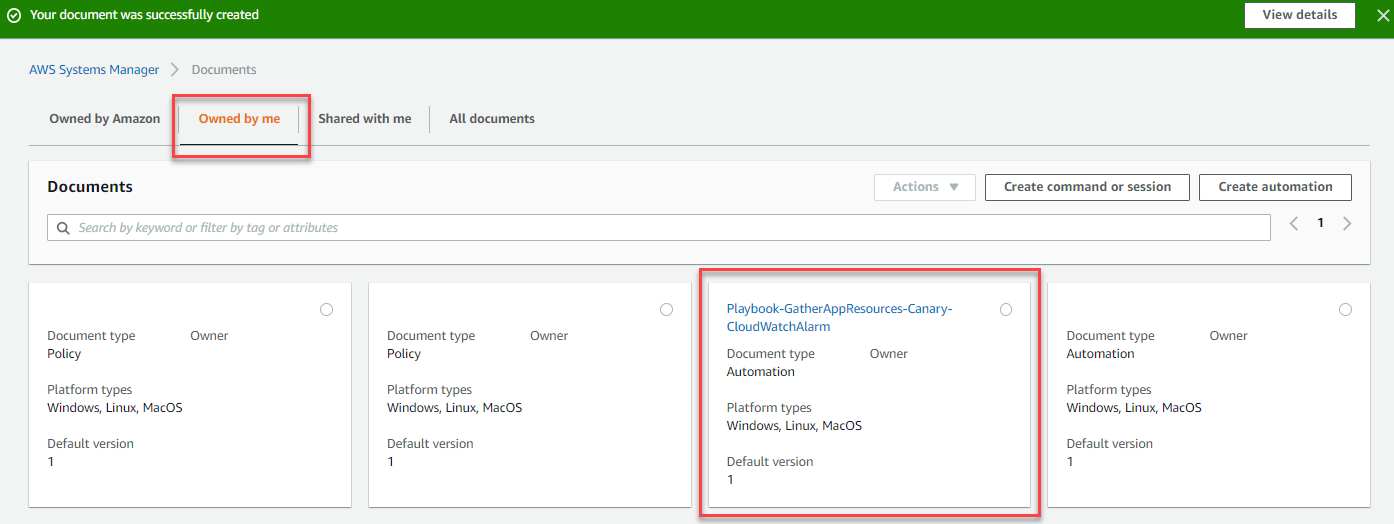 Your document was successfully created
View details
AWS Systems Manager
Documents
Owned by Amazon
Owned by me
Shared with me
All documents
Documents
Actions
Create command or session
Create automation
Search by keyword or filter by tag or attributes
1
Document type Owner
Policy
Platform types
Windows, Linux, MacOS
Default version
1
Document type Owner
Policy
Platform types
Windows, Linux, MacOS
Default version
1
Playbook-GatherAppResources-Canary-
CloudWatchAlarm
Document type Owner
Automation
Platform types
Windows, Linux, MacOS
Default version
1
Document type Owner
Automation
Platform types
Windows, Linux, MacOS
Default version
1